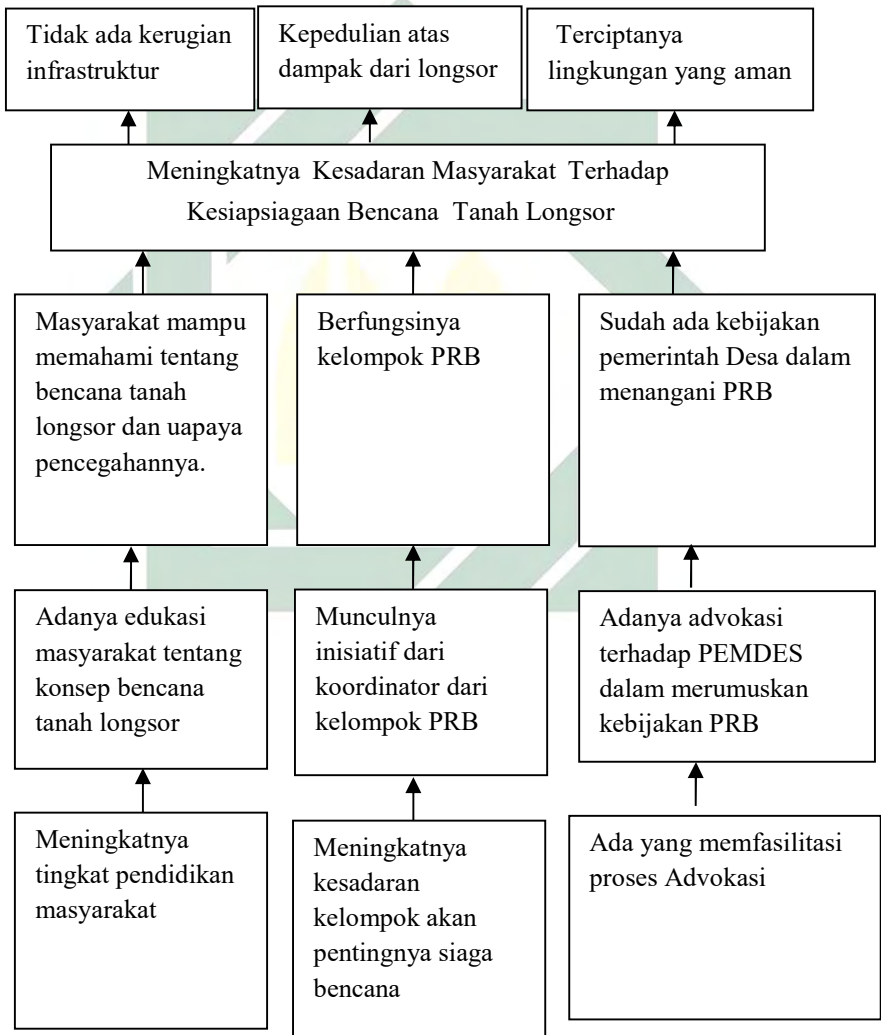 Tidak ada kerugian
infrastruktur
Kepedulian atas
dampak dari longsor
Terciptanya
lingkungan yang aman
Meningkatnya Kesadaran Masyarakat Terhadap
Kesiapsiagaan Bencana Tanah Longsor
Masyarakat mampu
memahami tentang
bencana tanah
longsor dan uapaya
pencegahannya.
Berfungsinya
kelompok PRB
Sudah ada kebijakan
pemerintah Desa dalam
menangani PRB
Adanya edukasi
masyarakat tentang
konsep bencana
tanah longsor
Munculnya
inisiatif dari
koordinator dari
kelompok PRB
Adanya advokasi
terhadap PEMDES
dalam merumuskan
kebijakan PRB
Meningkatnya
tingkat pendidikan
masyarakat
Meningkatnya
kesadaran
kelompok akan
pentingnya siaga
bencana
Ada yang memfasilitasi
proses Advokasi